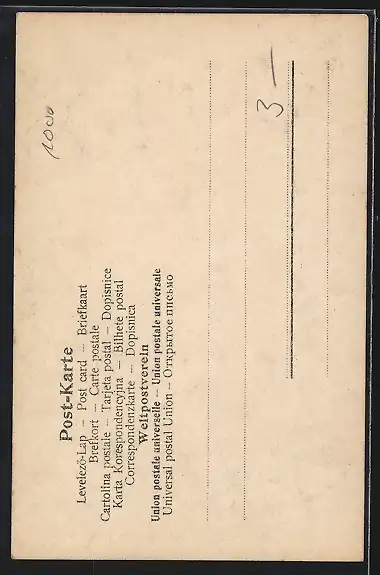 Post-Karte
Levelező-Láp – Post card – Briefkaart
Brefkort – Carte postale
Cartolina postale – Tarjeta postal – Dopisnice
Karta Korespondencyjna – Bilhete postal
Correspondenzkarte – Dopisnica
Weltpostverein
Union postale universelle – Union postale universale
Universal postal Union – Открытое письмо
1000
3 –